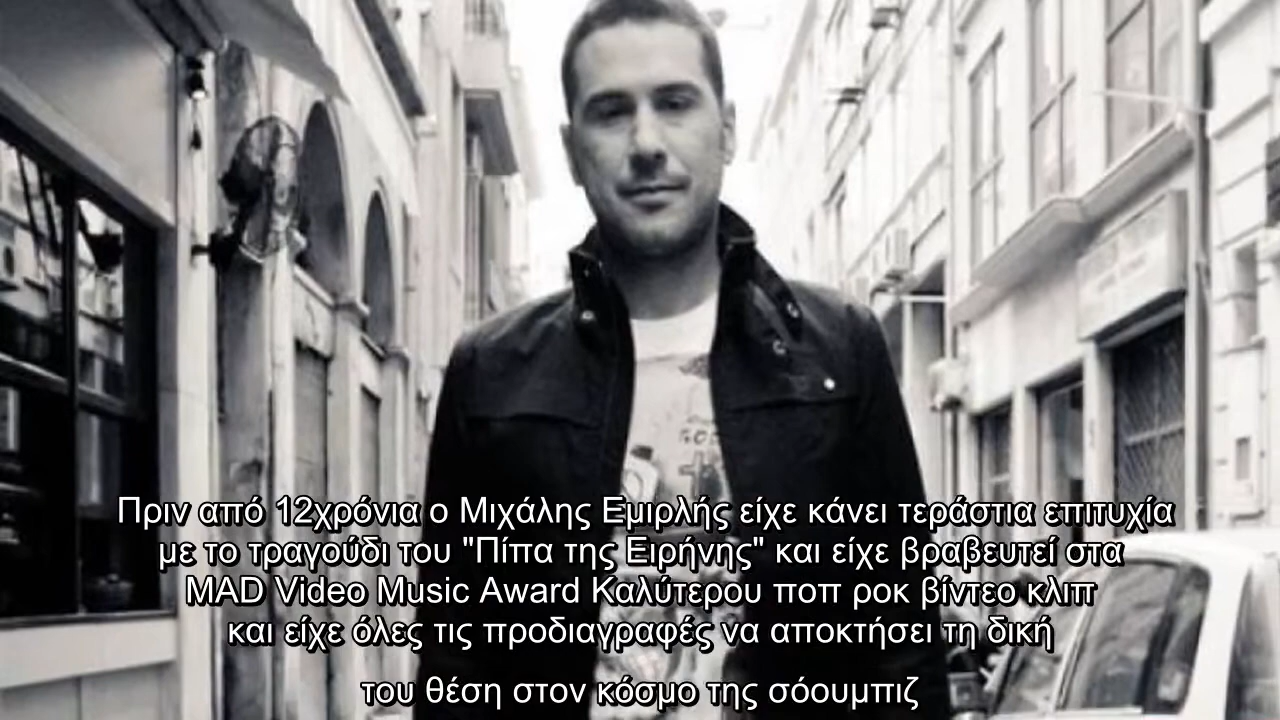 Πριν από 12χρόνια ο Μιχάλης Εμιρλής είχε κάνει τεράστια επιτυχία
με το τραγούδι του "Πίπα της Ειρήνης" και είχε βραβευτεί στα
MAD Video Music Award Καλύτερου ποπ ροκ βίντεο κλιπ
και είχε όλες τις προδιαγραφές να αποκτήσει τη δική
του θέση στον κόσμο της σόουμπιζ